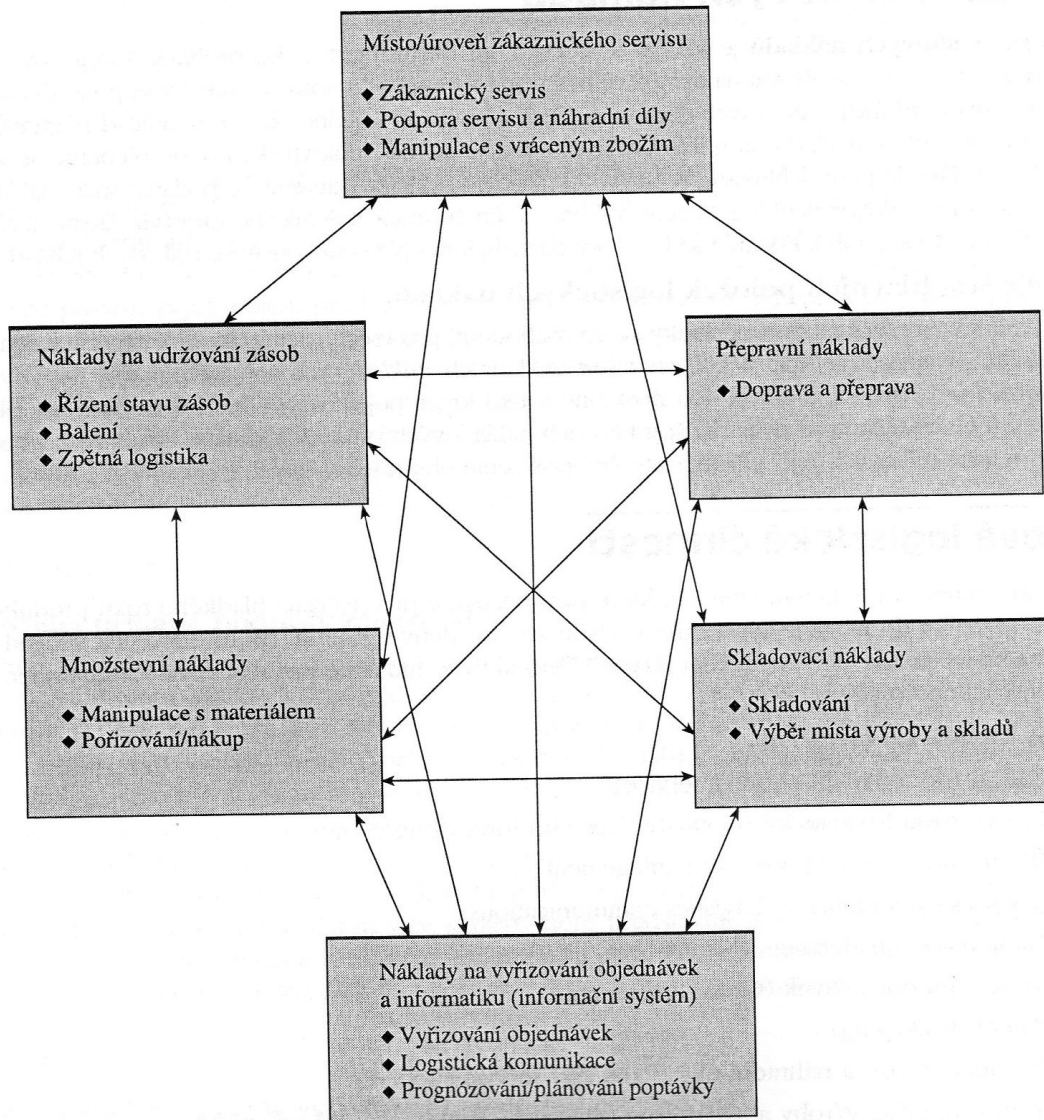 Místo/úroveň zákaznického servisu
◆ Zákaznický servis
◆ Podpora servisu a náhradní díly
◆ Manipulace s vráceným zbožím
Náklady na udržování zásob
◆ Řízení stavu zásob
◆ Balení
◆ Zpětná logistika
Přepravní náklady
◆ Doprava a přeprava
Množstevní náklady
◆ Manipulace s materiálem
◆ Pořizování/nákup
Skladovací náklady
◆ Skladování
◆ Výběr místa výroby a skladů
Náklady na vyřizování objednávek
a informatiku (informační systém)
◆ Vyřizování objednávek
◆ Logistická komunikace
◆ Prognózování/plánování poptávky